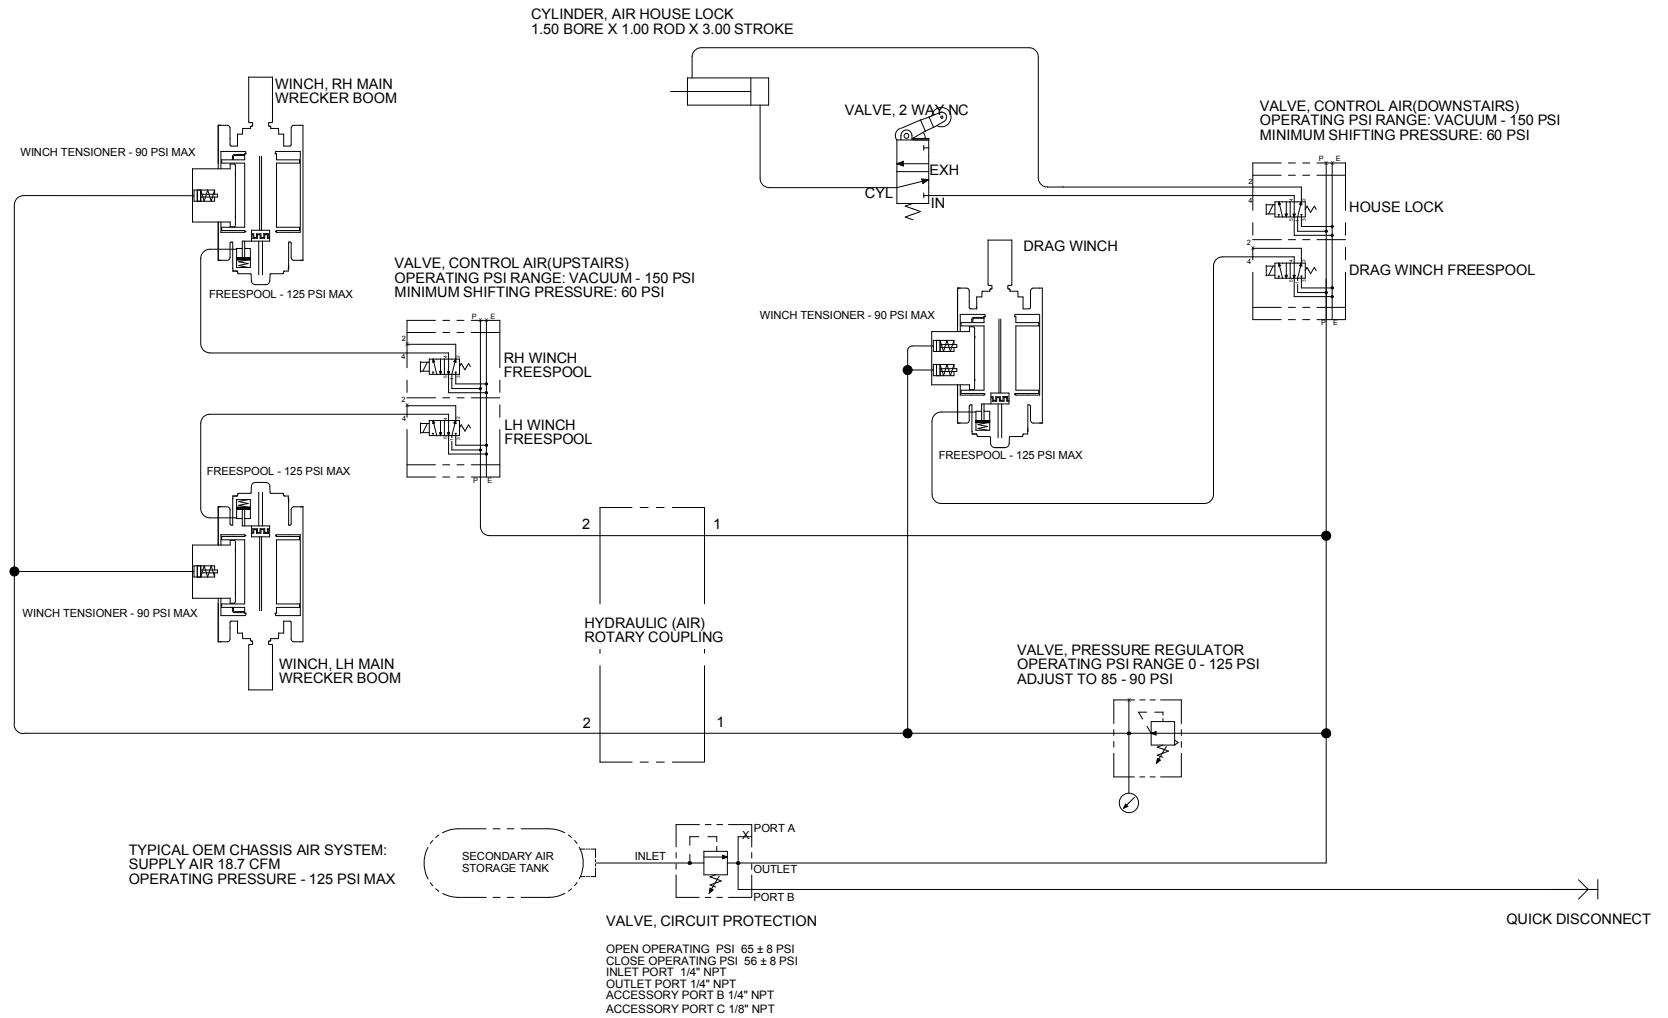 CYLINDER, AIR HOUSE LOCK
1.50 BORE X 1.00 ROD X 3.00 STROKE
WINCH, RH MAIN
WRECKER BOOM
WINCH TENSIONER - 90 PSI MAX
FREESPOOL - 125 PSI MAX
VALVE, 2 WAY NC
EXH
CYL
IN
VALVE, CONTROL AIR(DOWNSTAIRS)
OPERATING PSI RANGE: VACUUM - 150 PSI
MINIMUM SHIFTING PRESSURE: 60 PSI
P E
2
4
HOUSE LOCK
2
4
DRAG WINCH FREESPOOL
P E
VALVE, CONTROL AIR(UPSTAIRS)
OPERATING PSI RANGE: VACUUM - 150 PSI
MINIMUM SHIFTING PRESSURE: 60 PSI
P E
2
4
RH WINCH
FREESPOOL
2
4
LH WINCH
FREESPOOL
P E
DRAG WINCH
WINCH TENSIONER - 90 PSI MAX
FREESPOOL - 125 PSI MAX
FREESPOOL - 125 PSI MAX
WINCH TENSIONER - 90 PSI MAX
WINCH, LH MAIN
WRECKER BOOM
2 1
HYDRAULIC (AIR)
ROTARY COUPLING
2 1
VALVE, PRESSURE REGULATOR
OPERATING PSI RANGE 0 - 125 PSI
ADJUST TO 85 - 90 PSI
TYPICAL OEM CHASSIS AIR SYSTEM:
SUPPLY AIR 18.7 CFM
OPERATING PRESSURE - 125 PSI MAX
SECONDARY AIR
STORAGE TANK
INLET
X
PORT A
OUTLET
PORT B
QUICK DISCONNECT
VALVE, CIRCUIT PROTECTION
OPEN OPERATING PSI 65 ± 8 PSI
CLOSE OPERATING PSI 56 ± 8 PSI
INLET PORT 1/4" NPT
OUTLET PORT 1/4" NPT
ACCESSORY PORT B 1/4" NPT
ACCESSORY PORT C 1/8" NPT